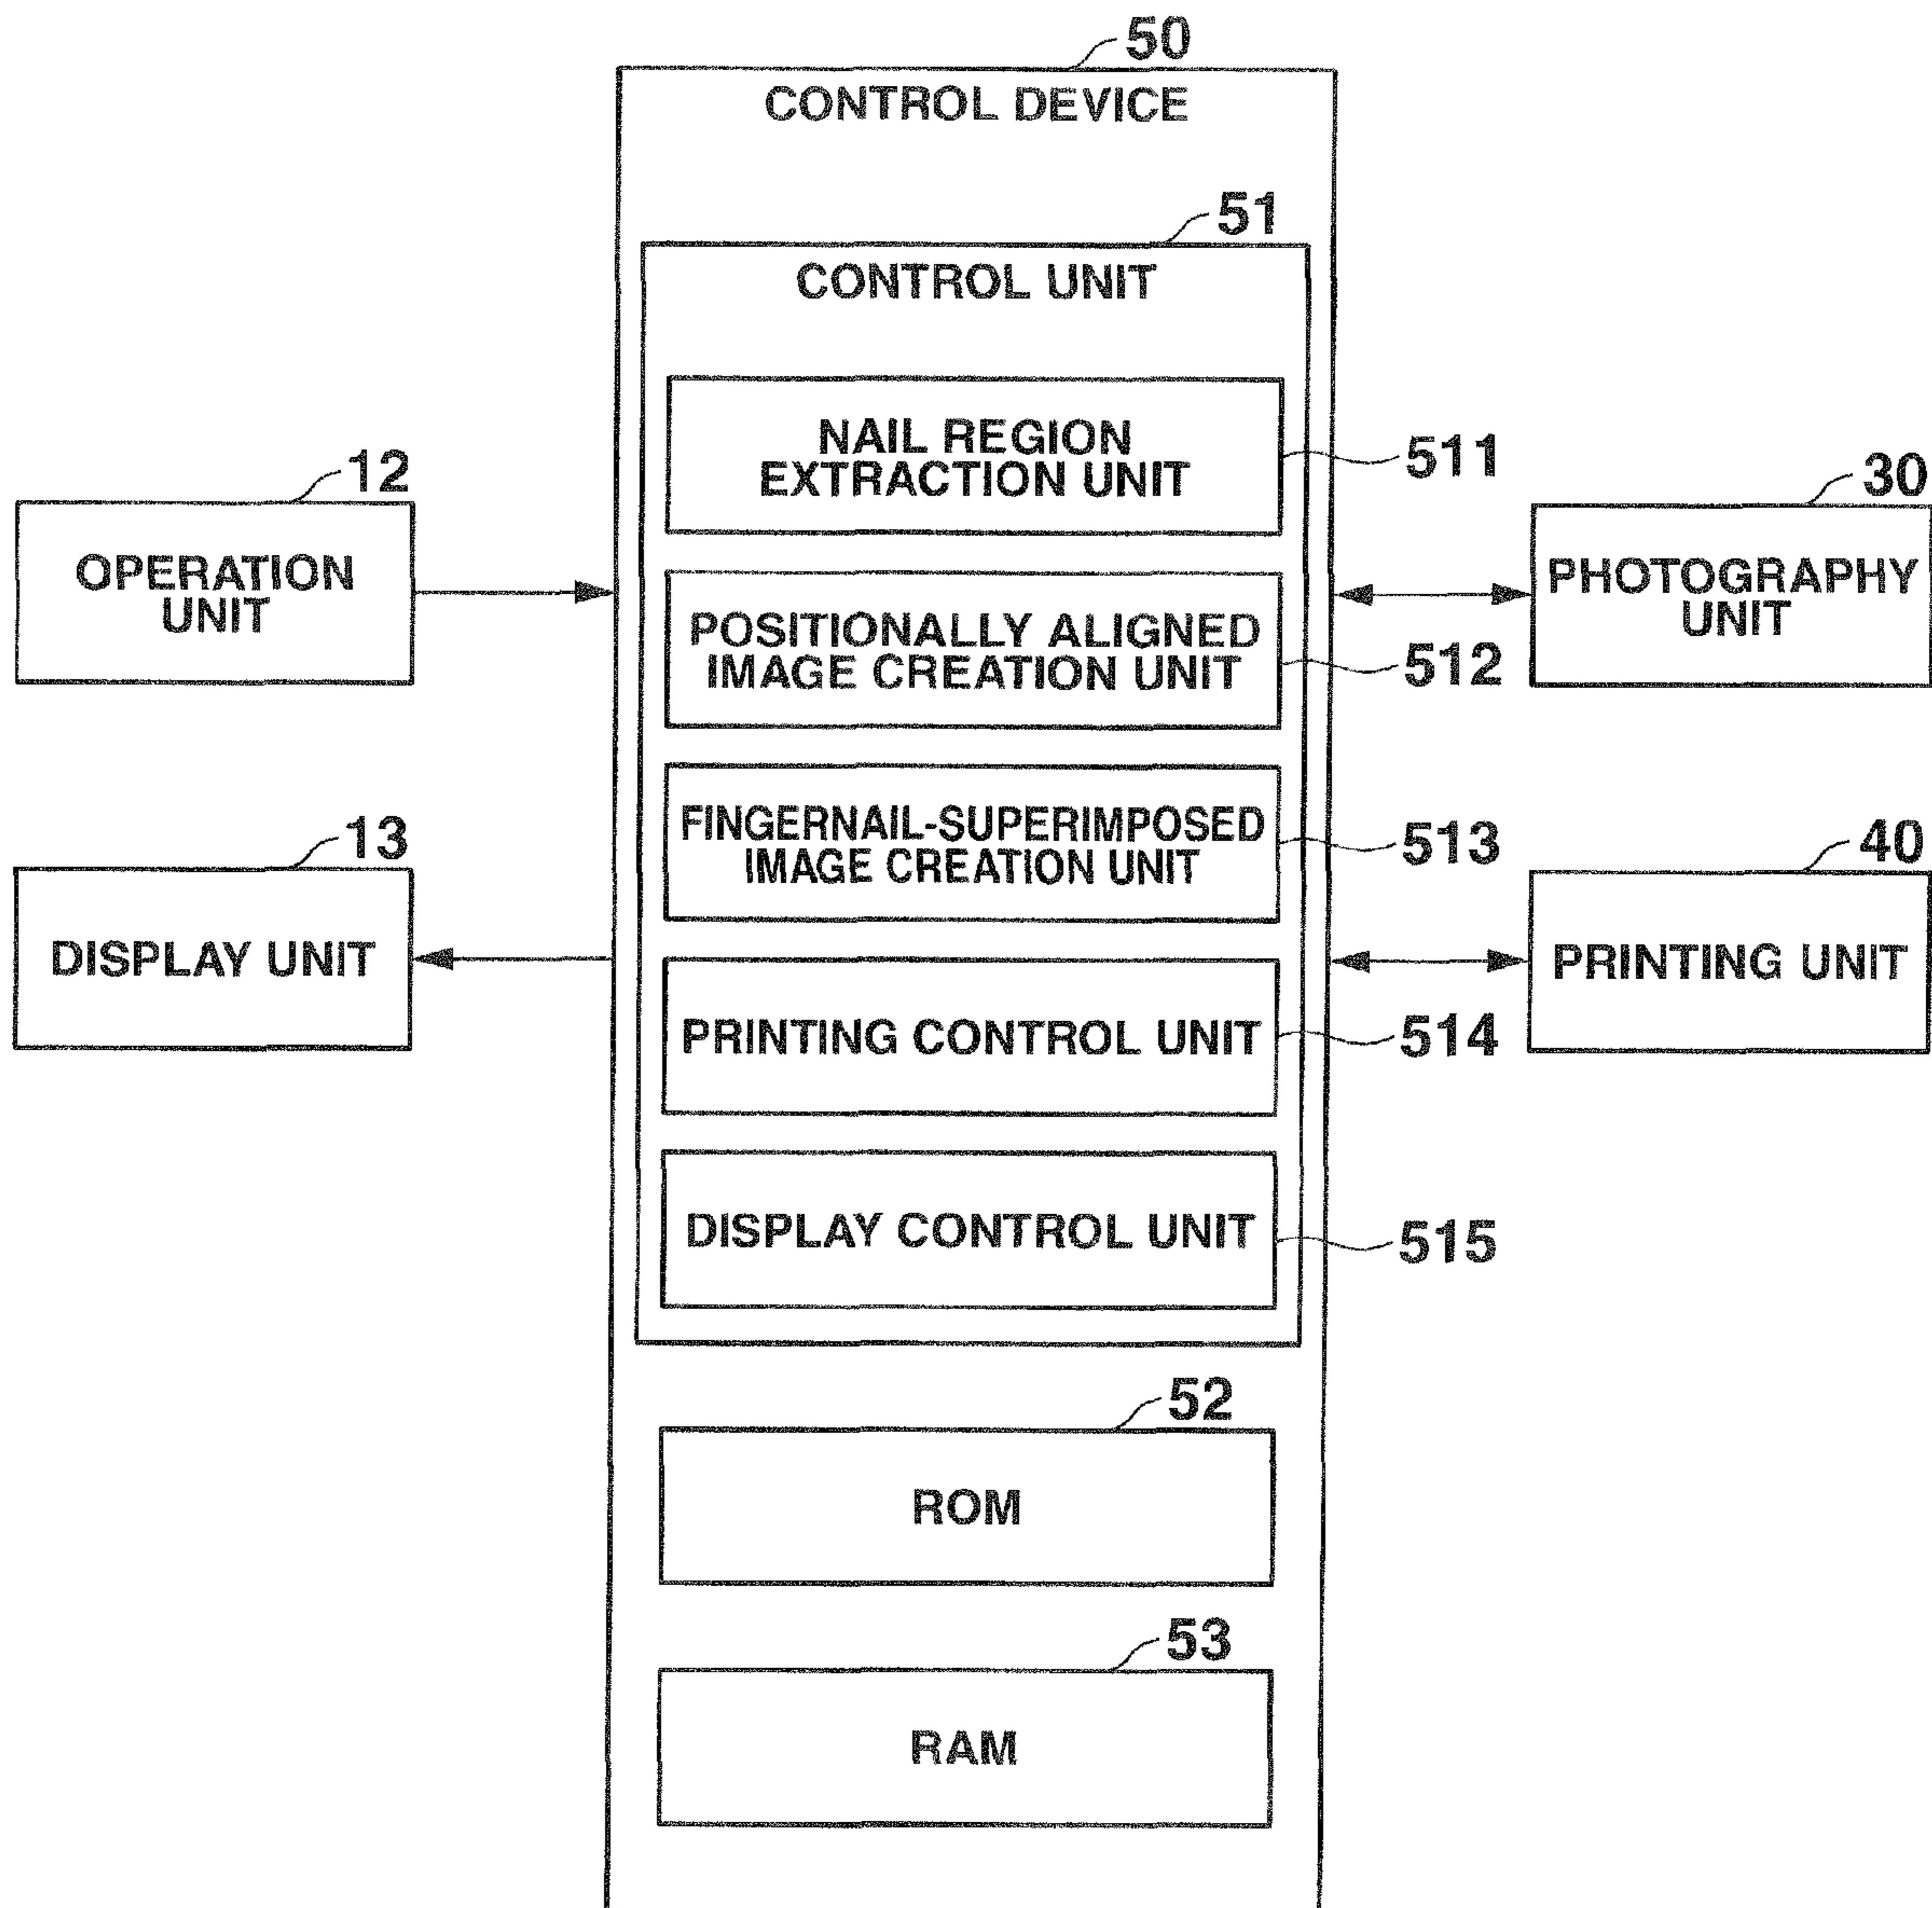 50
CONTROL DEVICE
51
CONTROL UNIT
NAIL REGION
EXTRACTION UNIT
511
POSITIONALLY ALIGNED
IMAGE CREATION UNIT
512
FINGERNAIL-SUPERIMPOSED
IMAGE CREATION UNIT
513
PRINTING CONTROL UNIT
514
DISPLAY CONTROL UNIT
515
52
ROM
53
RAM
12
OPERATION
UNIT
13
DISPLAY UNIT
30
PHOTOGRAPHY
UNIT
40
PRINTING UNIT